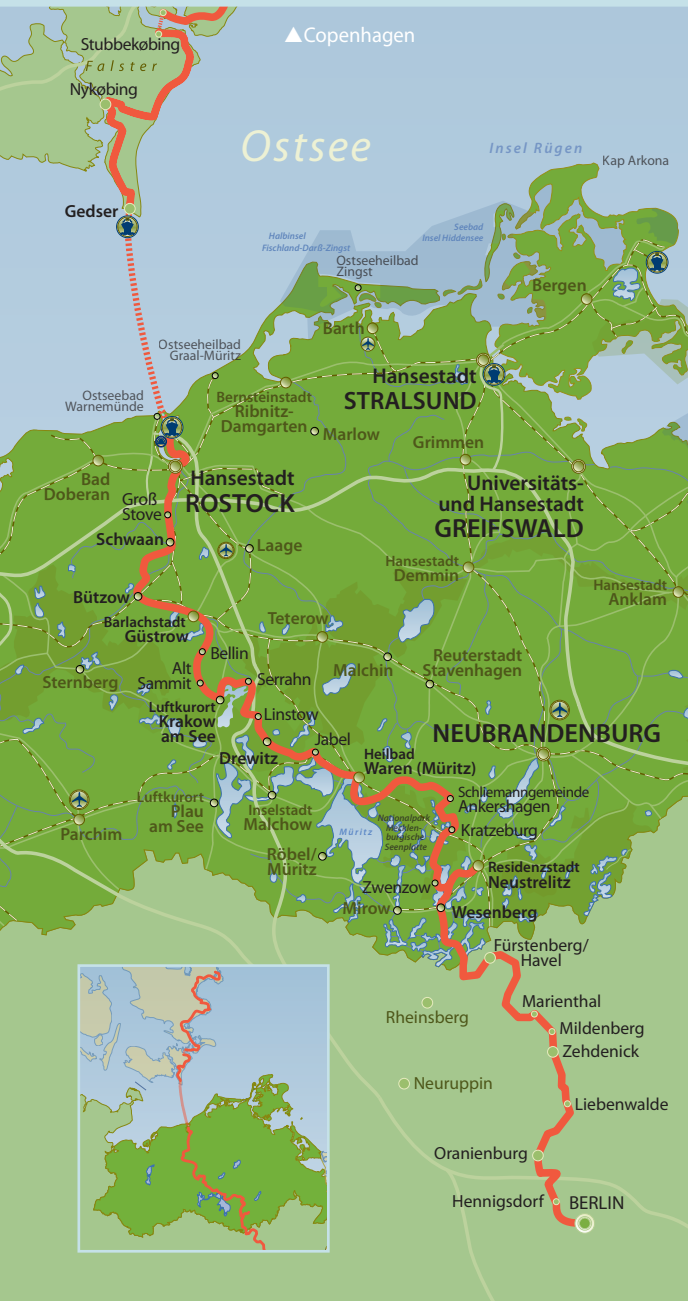 ▲Copenhagen
Stubbekøbing
Falster
Nykøbing
Ostsee
Insel Rügen
Kap Arkona
Gedser
Seebad
Insel Hiddensee
Halbinsel
Fischland-Darß-Zingst
Ostseeheilbad
Zingst
Bergen
Barth
Ostseeheilbad
Graal-Müritz
Hansestadt
STRALSUND
Ostseebad
Warnemünde
Bernsteinstadt
Ribnitz-
Damgarten
Marlow
Grimmen
Bad
Doberan
Hansestadt
ROSTOCK
Universitäts-
und Hansestadt
GREIFSWALD
Groß
Stove
Schwaan
Laage
Hansestadt
Demmin
Hansestadt
Anklam
Bützow
Barlachstadt
Güstrow
Teterow
Bellin
Malchin
Reuterstadt
Stavenhagen
Sternberg
Alt
Sammit
Serrahn
Luftkurort
Krakow
am See
Linstow
NEUBRANDENBURG
Drewitz
Jabel
Heilbad
Waren (Müritz)
Schliemanngemeinde
Ankershagen
Luftkurort
Plau
am See
Inselstadt
Malchow
Parchim
Müritz
Nationalpark
Mecklen-
burgische
Seenplatte
Kratzeburg
Röbel/
Müritz
Residenzstadt
Neustrelitz
Zwenzow
Mirow
Wesenberg
Fürstenberg/
Havel
Marienthal
Rheinsberg
Mildenberg
Zehdenick
Neuruppin
Liebenwalde
Oranienburg
Hennigsdorf
BERLIN